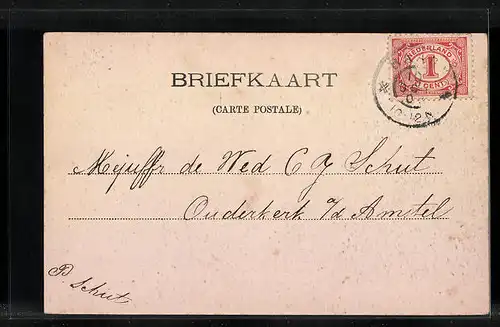 BRIEFKAART
(CARTE POSTALE)
NEDERLAND
1
CENT
Mejuffr de Wed C G Schut
Ouderkerk a/d Amstel
B Schut